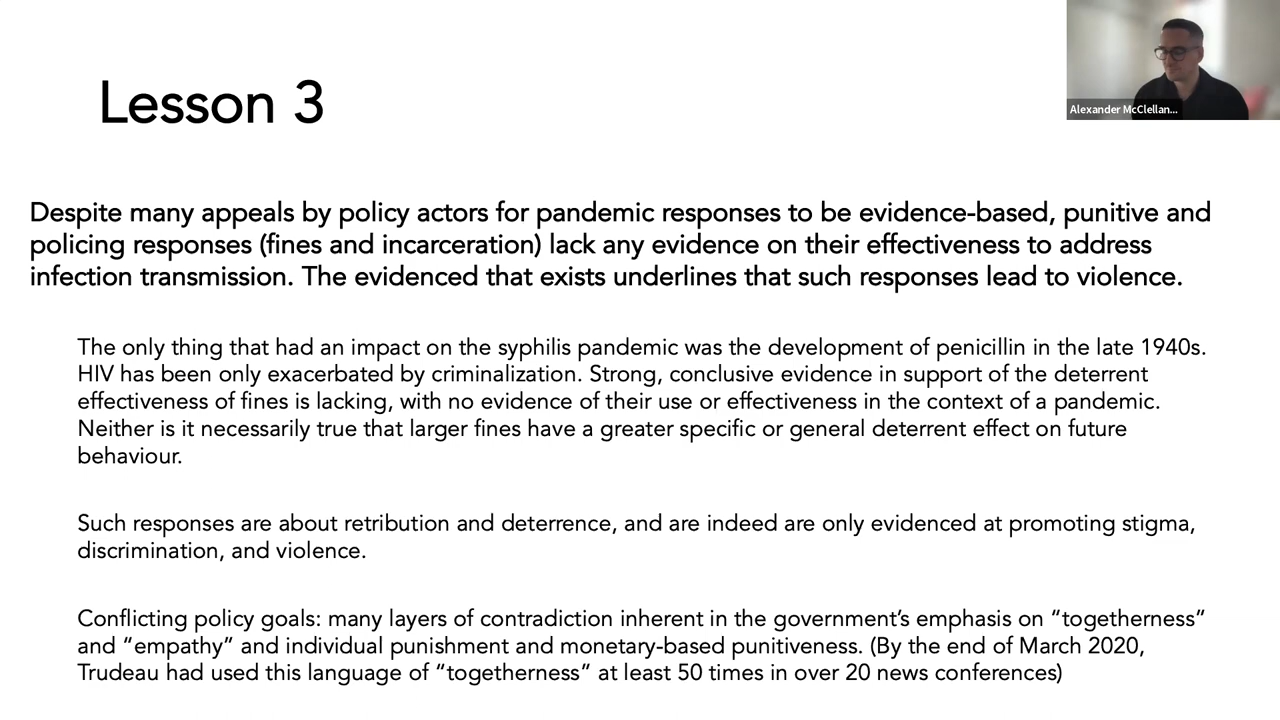 Lesson 3
Alexander McClellan...
Despite many appeals by policy actors for pandemic responses to be evidence-based, punitive and
policing responses (fines and incarceration) lack any evidence on their effectiveness to address
infection transmission. The evidenced that exists underlines that such responses lead to violence.
The only thing that had an impact on the syphilis pandemic was the development of penicillin in the late 1940s.
HIV has been only exacerbated by criminalization. Strong, conclusive evidence in support of the deterrent
effectiveness of fines is lacking, with no evidence of their use or effectiveness in the context of a pandemic.
Neither is it necessarily true that larger fines have a greater specific or general deterrent effect on future
behaviour.
Such responses are about retribution and deterrence, and are indeed are only evidenced at promoting stigma,
discrimination, and violence.
Conflicting policy goals: many layers of contradiction inherent in the government’s emphasis on “togetherness”
and “empathy” and individual punishment and monetary-based punitiveness. (By the end of March 2020,
Trudeau had used this language of “togetherness” at least 50 times in over 20 news conferences)